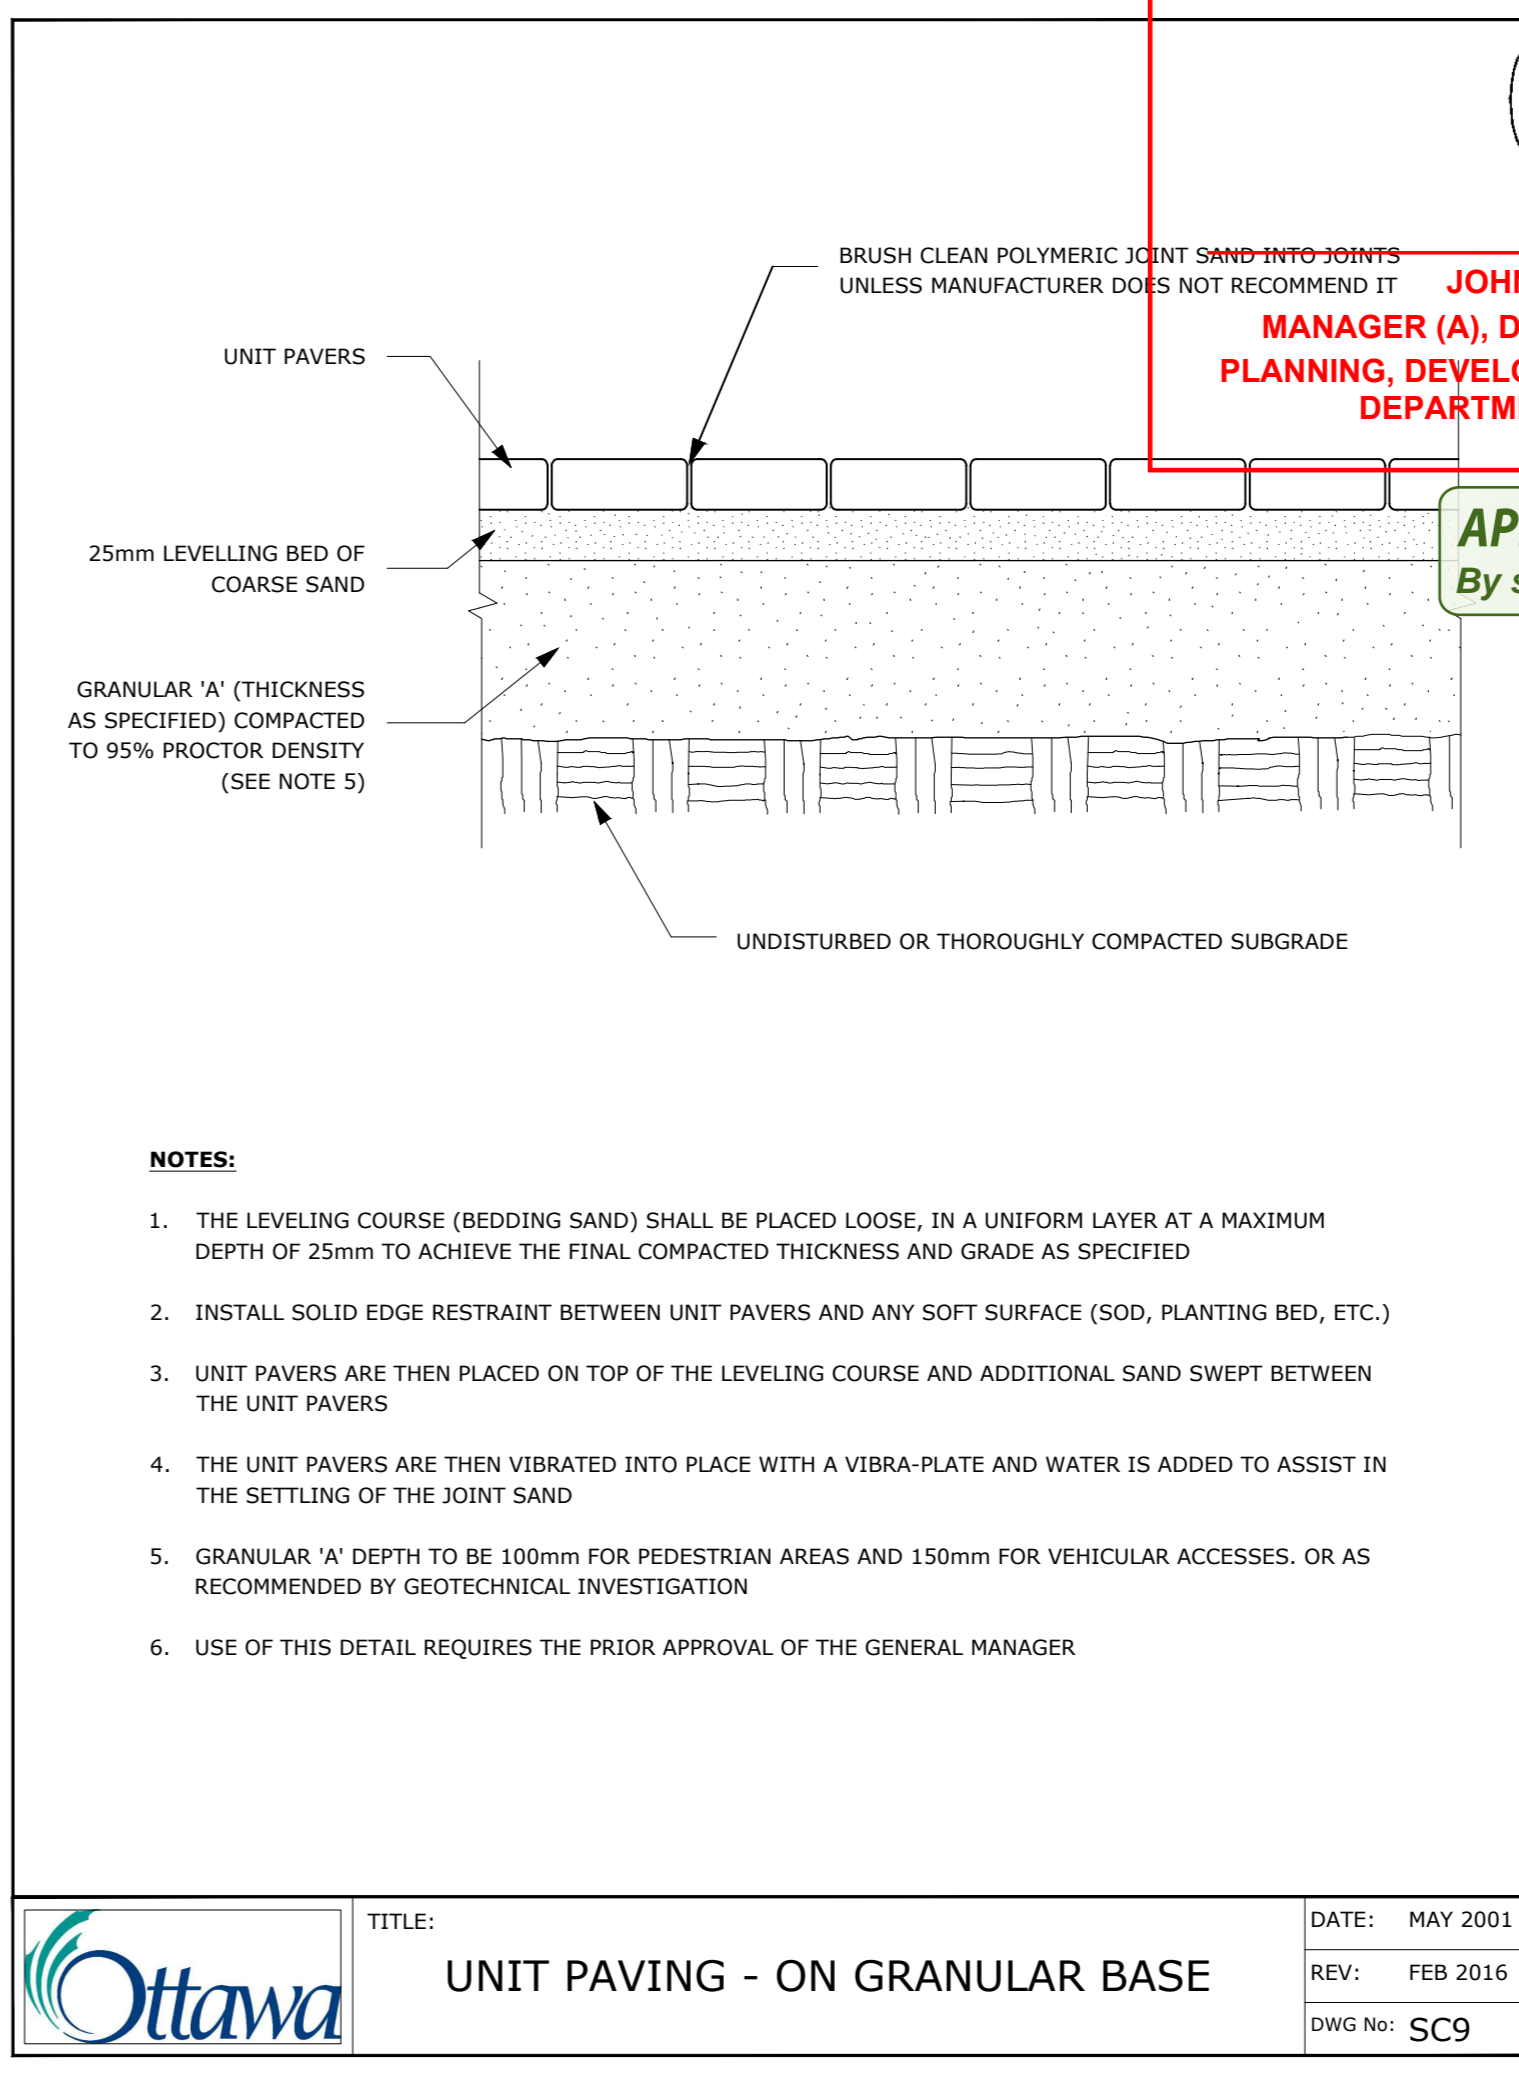 BRUSH CLEAN POLYMERIC JOINT SAND INTO JOINTS
UNLESS MANUFACTURER DOES NOT RECOMMEND IT
MANAGER (A),
PLANNING,
UNIT PAVERS
25mm LEVELLING BED OF
COARSE SAND
By
GRANULAR 'A' (THICKNESS
AS SPECIFIED) COMPACTED
TO 95% PROCTOR DENSITY
(SEE NOTE 5)
UNDISTURBED OR THOROUGHLY COMPACTED SUBGRADE
NOTES:
1. THE LEVELING COURSE (BEDDING SAND) SHALL BE PLACED LOOSE, IN A UNIFORM LAYER AT A MAXIMUM
DEPTH OF 25mm TO ACHIEVE THE FINAL COMPACTED THICKNESS AND GRADE AS SPECIFIED
2. INSTALL SOLID EDGE RESTRAINT BETWEEN UNIT PAVERS AND ANY SOFT SURFACE (SOD, PLANTING BED, ETC.)
3. UNIT PAVERS ARE THEN PLACED ON TOP OF THE LEVELING COURSE AND ADDITIONAL SAND SWEPT BETWEEN
THE UNIT PAVERS
4. THE UNIT PAVERS ARE THEN VIBRATED INTO PLACE WITH A VIBRA-PLATE AND WATER IS ADDED TO ASSIST IN
THE SETTLING OF THE JOINT SAND
5. GRANULAR 'A' DEPTH TO BE 100mm FOR PEDESTRIAN AREAS AND 150mm FOR VEHICULAR ACCESSES. OR AS
RECOMMENDED BY GEOTECHNICAL INVESTIGATION
6. USE OF THIS DETAIL REQUIRES THE PRIOR APPROVAL OF THE GENERAL MANAGER
Ottawa
TITLE:
UNIT PAVING - ON GRANULAR BASE
DATE: MAY 2001
REV: FEB 2016
DWG No: SC9